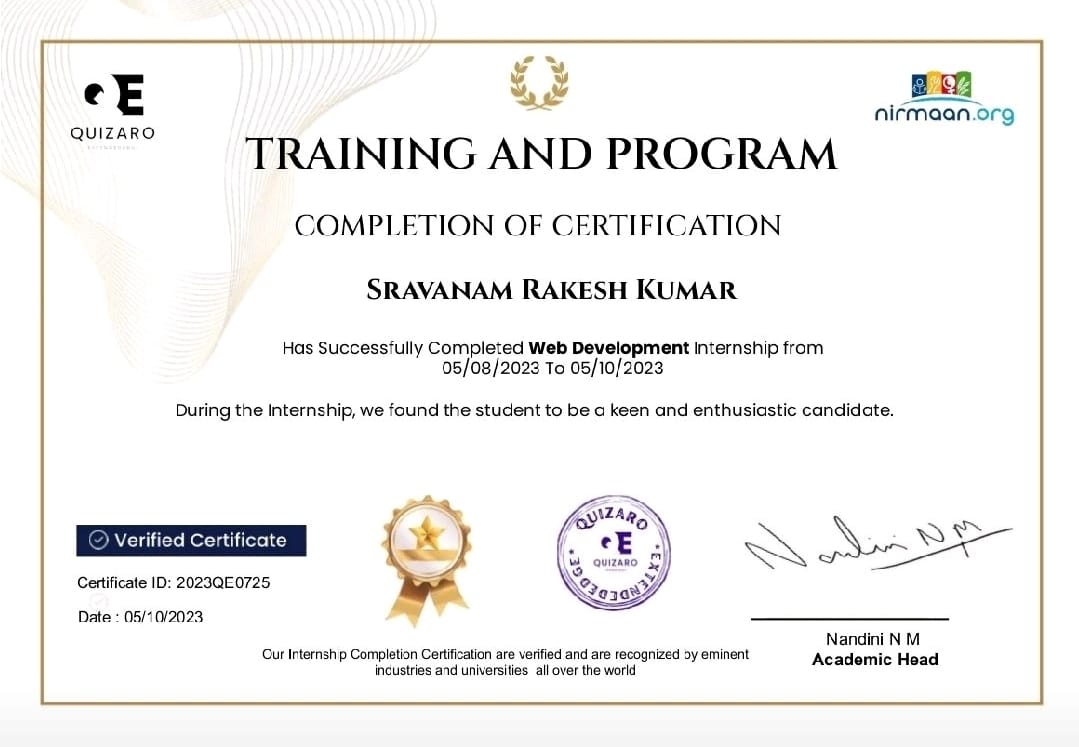 QUIZARO
nirmaan.org
TRAINING AND PROGRAM
COMPLETION OF CERTIFICATION
SRAVANAM RAKESH KUMAR
Has Successfully Completed Web Development Internship from
05/08/2023 To 05/10/2023
During the Internship, we found the student to be a keen and enthusiastic candidate.
Verified Certificate
Certificate ID: 2023QE0725
Date : 05/10/2023
QUIZARO
E
QUIZARO
EXTENDEDGE
Nandini N M
Nandini N M
Academic Head
Our Internship Completion Certification are verified and are recognized by eminent
industries and universities all over the world